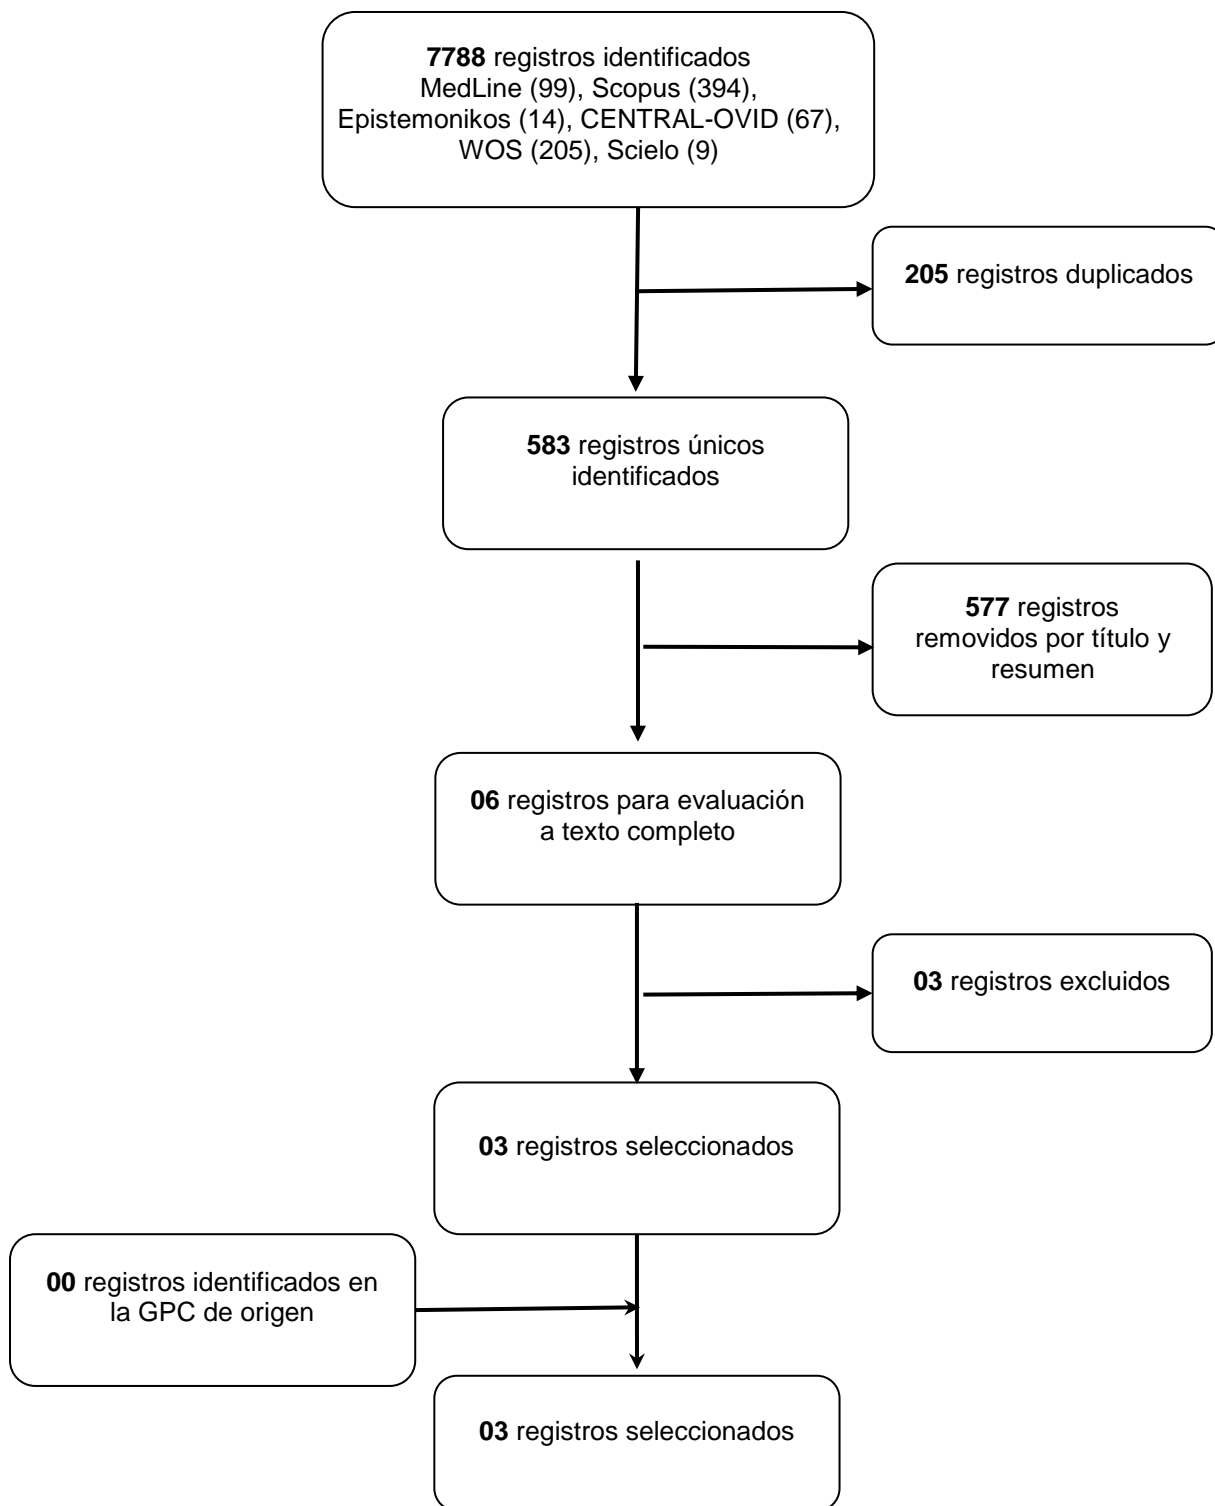 7788 registros identificados
MedLine (99), Scopus (394),
Epistemonikos (14), CENTRAL-OVID (67),
WOS (205), Scielo (9)
205 registros duplicados
583 registros únicos
identificados
577 registros
removidos por título y
resumen
06 registros para evaluación
a texto completo
03 registros excluidos
03 registros seleccionados
00 registros identificados en
la GPC de origen
03 registros seleccionados